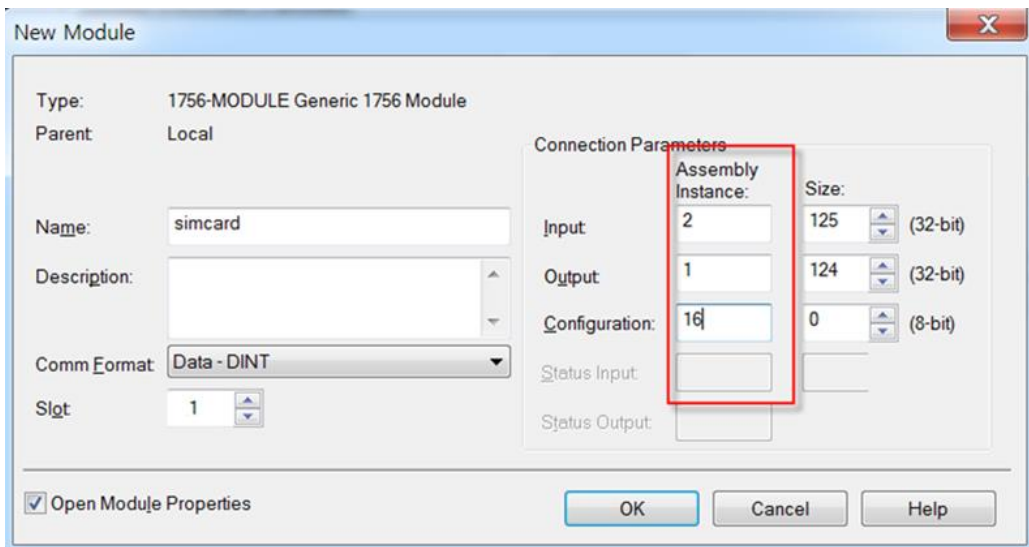 New Module
Type: 1756-MODULE Generic 1756 Module
Parent: Local
Name: simcard
Description:
Comm Format: Data - DINT
Slot: 1
Connection Parameters
Assembly Instance: Size:
Input: 2 125 (32-bit)
Output: 1 124 (32-bit)
Configuration: 16 0 (8-bit)
Status Input:
Status Output:
Open Module Properties
OK Cancel Help